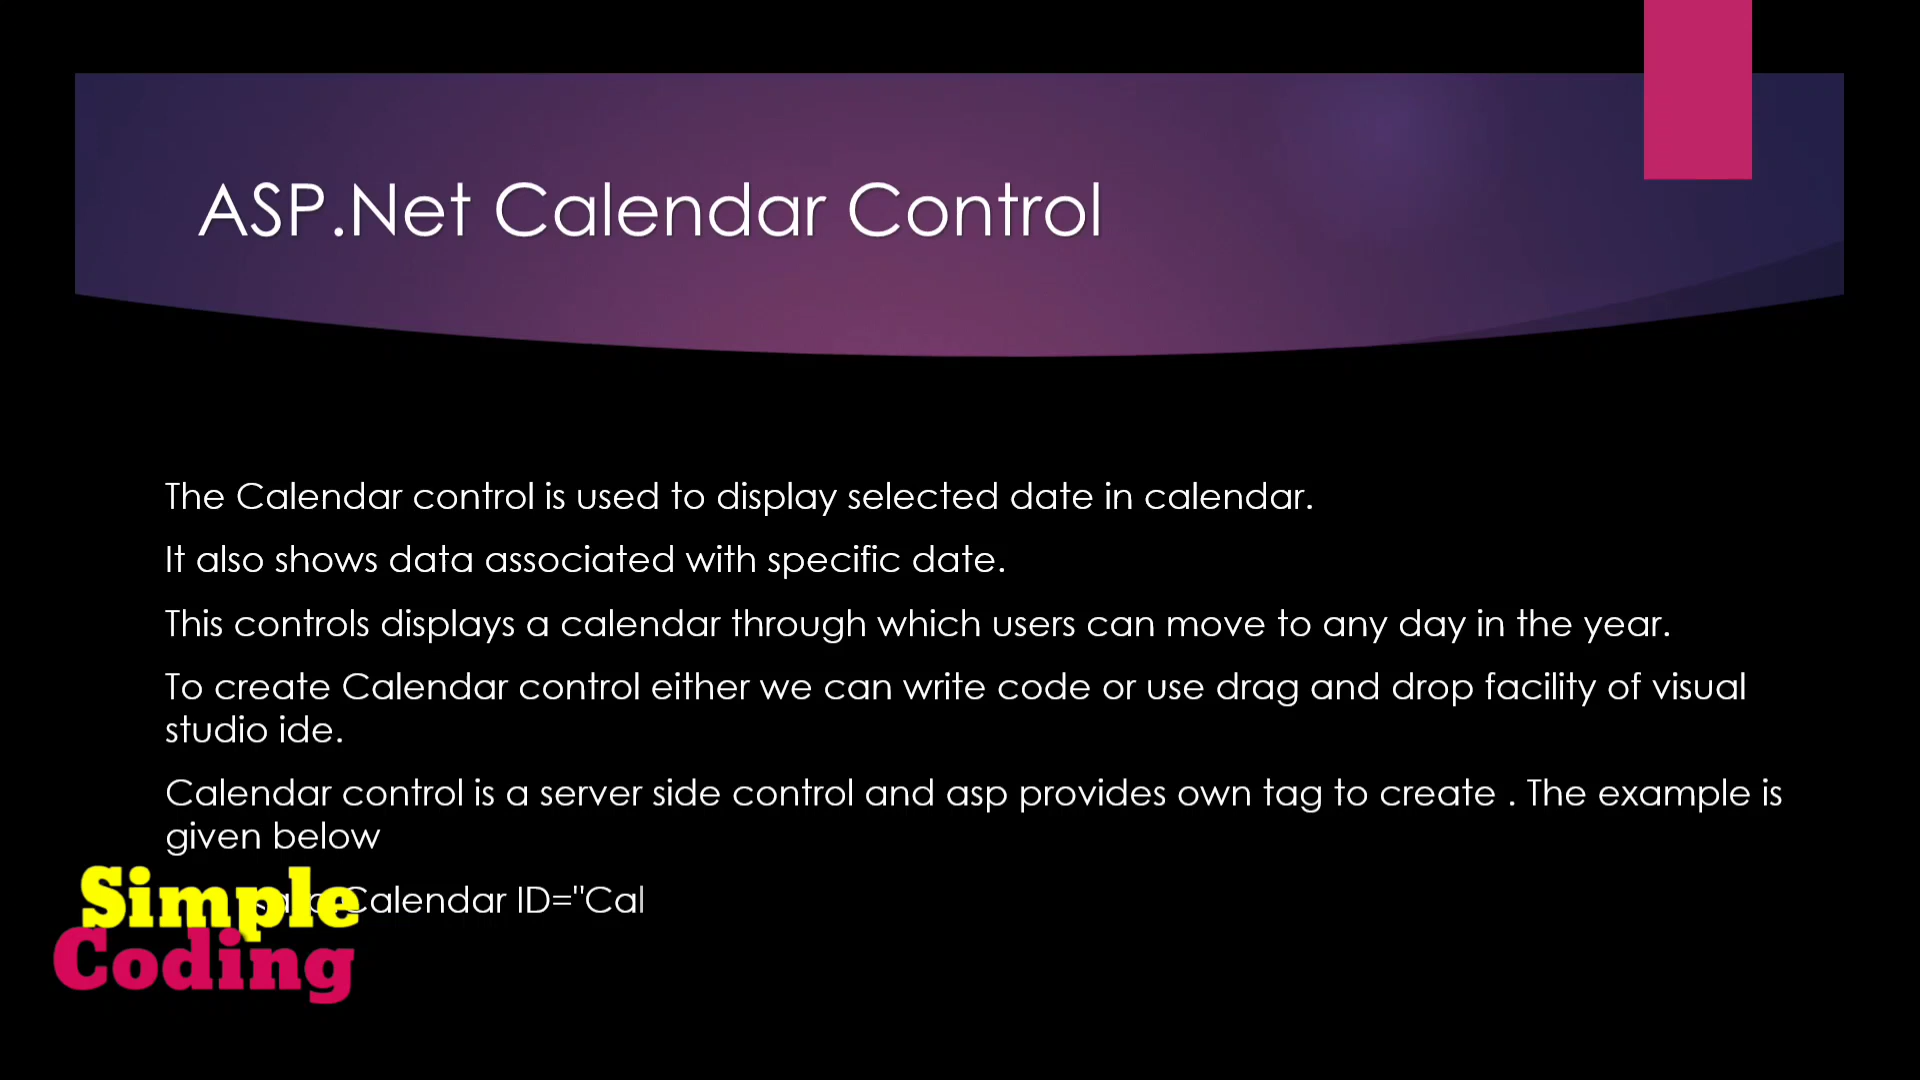 ASP.Net Calendar Control
The Calendar control is used to display selected date in calendar.
It also shows data associated with specific date.
This controls displays a calendar through which users can move to any day in the year.
To create Calendar control either we can write code or use drag and drop facility of visual
studio ide.
Calendar control is a server side control and asp provides own tag to create . The example is
given below
Calendar ID="Cal
Simple
Coding